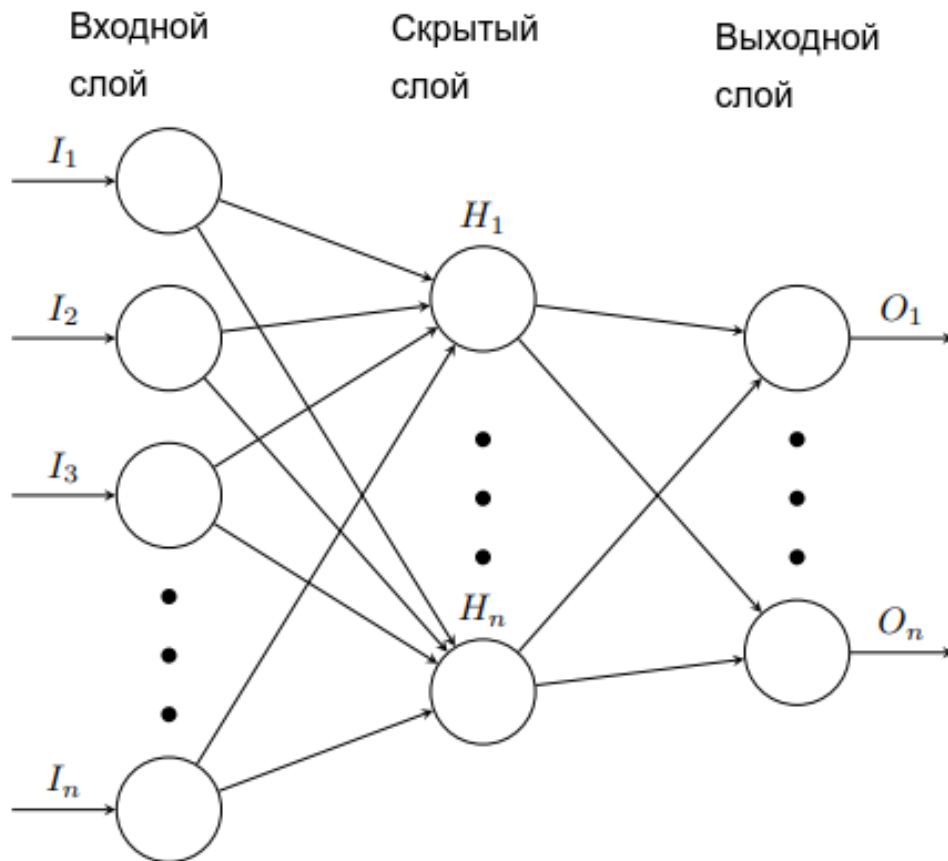 Входной
слой
Скрытый
слой
Выходной
слой
I₁
H₁
I₂
O₁
I₃
Hₙ
Oₙ
Iₙ